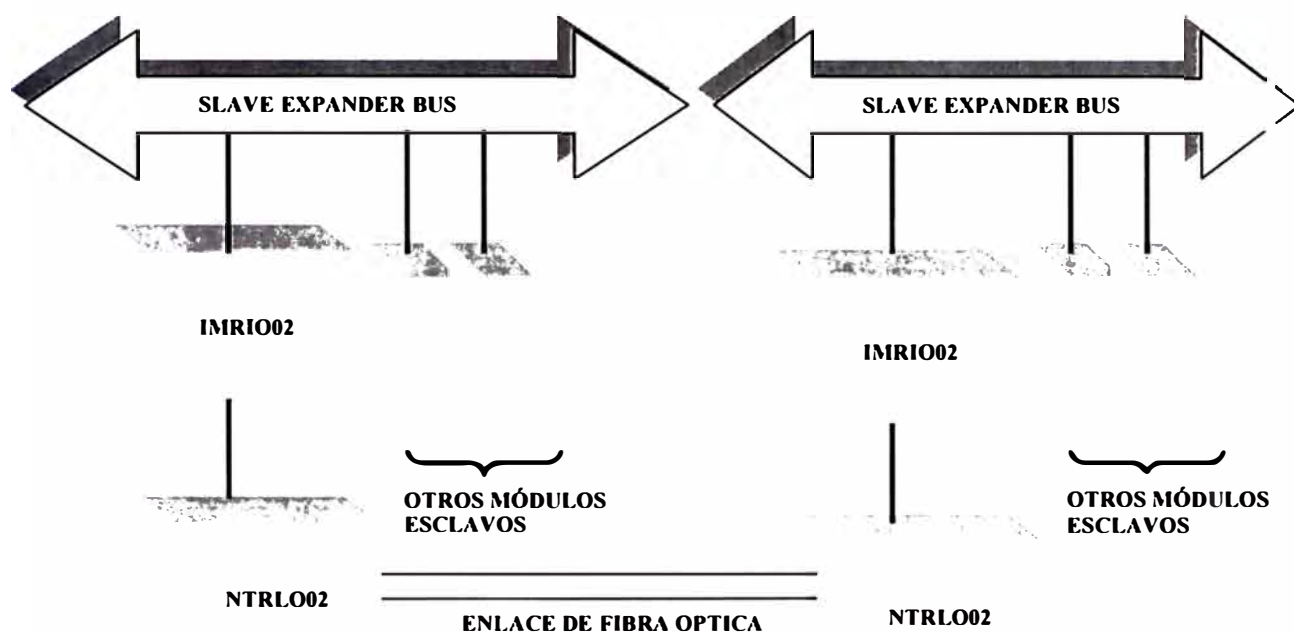 SLAVE EXPANDER BUS
SLAVE EXPANDER BUS
IMRIO02
IMRIO02
OTROS MÓDULOS
ESCLAVOS
OTROS MÓDULOS
ESCLAVOS
NTRLO02
ENLACE DE FIBRA OPTICA
NTRLO02